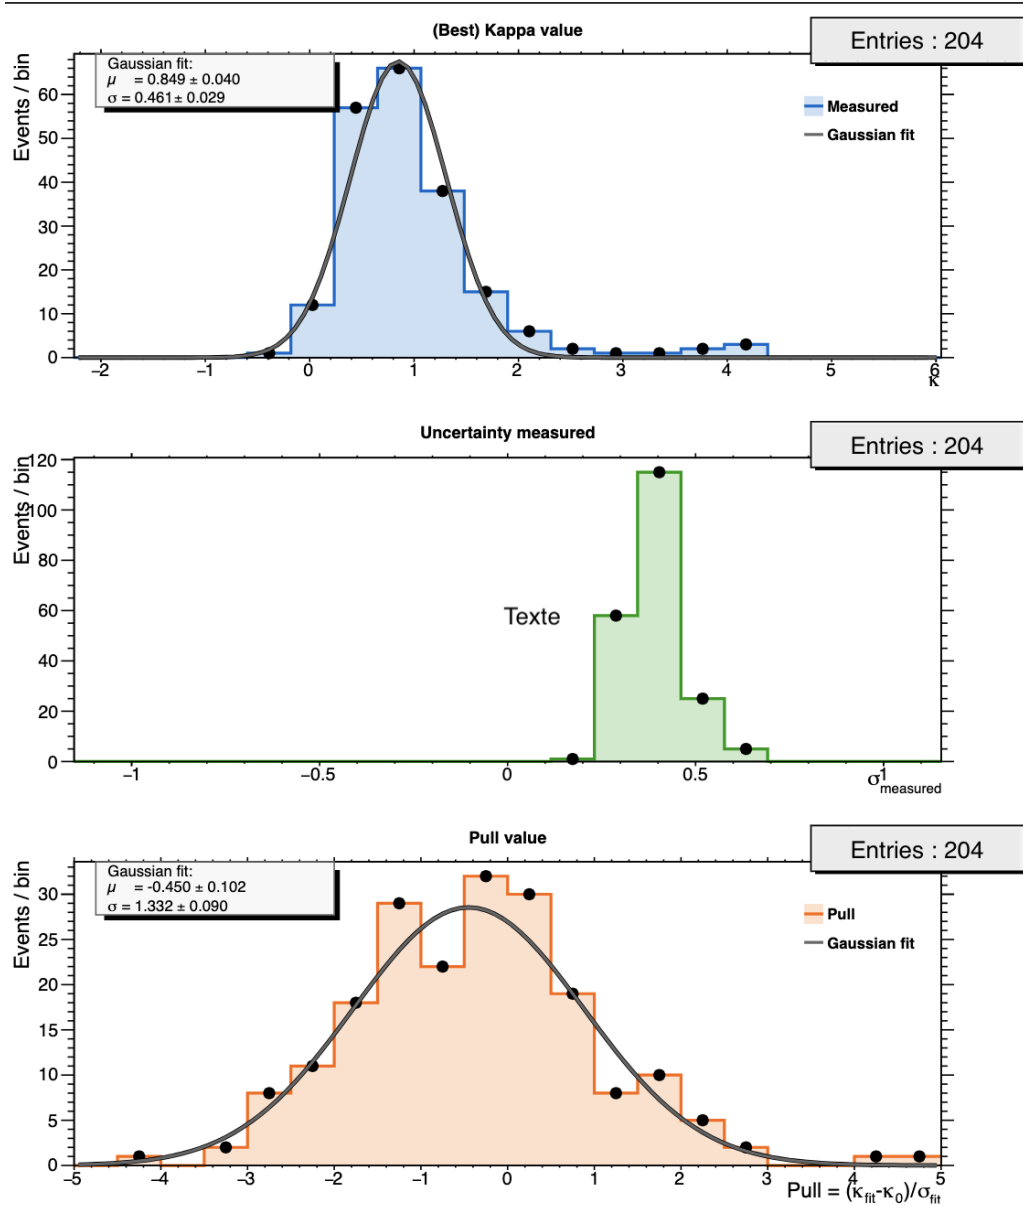 (Best) Kappa value
Entries : 204
Gaussian fit:
μ = 0.849 ± 0.040
σ = 0.461 ± 0.029
Measured
Gaussian fit
Events / bin
60
50
40
30
20
10
0
−2 −1 0 1 2 3 4 5 6
κ
Uncertainty measured
Entries : 204
Events / bin
120
100
80
60
40
20
0
Texte
−1 −0.5 0 0.5 1
σmeasured
Pull value
Entries : 204
Gaussian fit:
μ = -0.450 ± 0.102
σ = 1.332 ± 0.090
Pull
Gaussian fit
Events / bin
30
25
20
15
10
5
0
−5 −4 −3 −2 −1 0 1 2 3 4 5
Pull = (κfit-κ0)/σfit